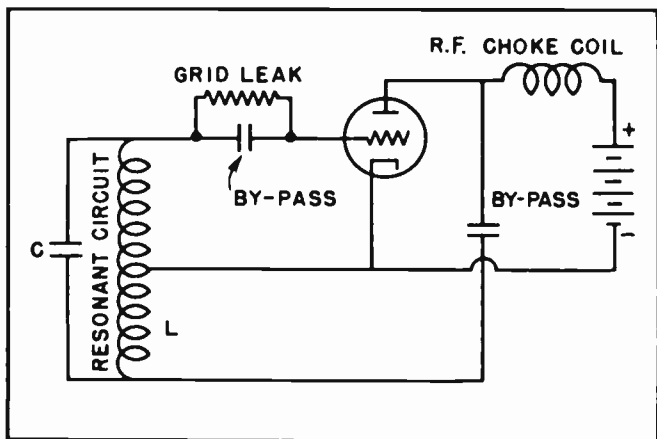 R.F. CHOKE COIL
GRID LEAK
+
BY-PASS
BY-PASS
-
C
RESONANT CIRCUIT
L